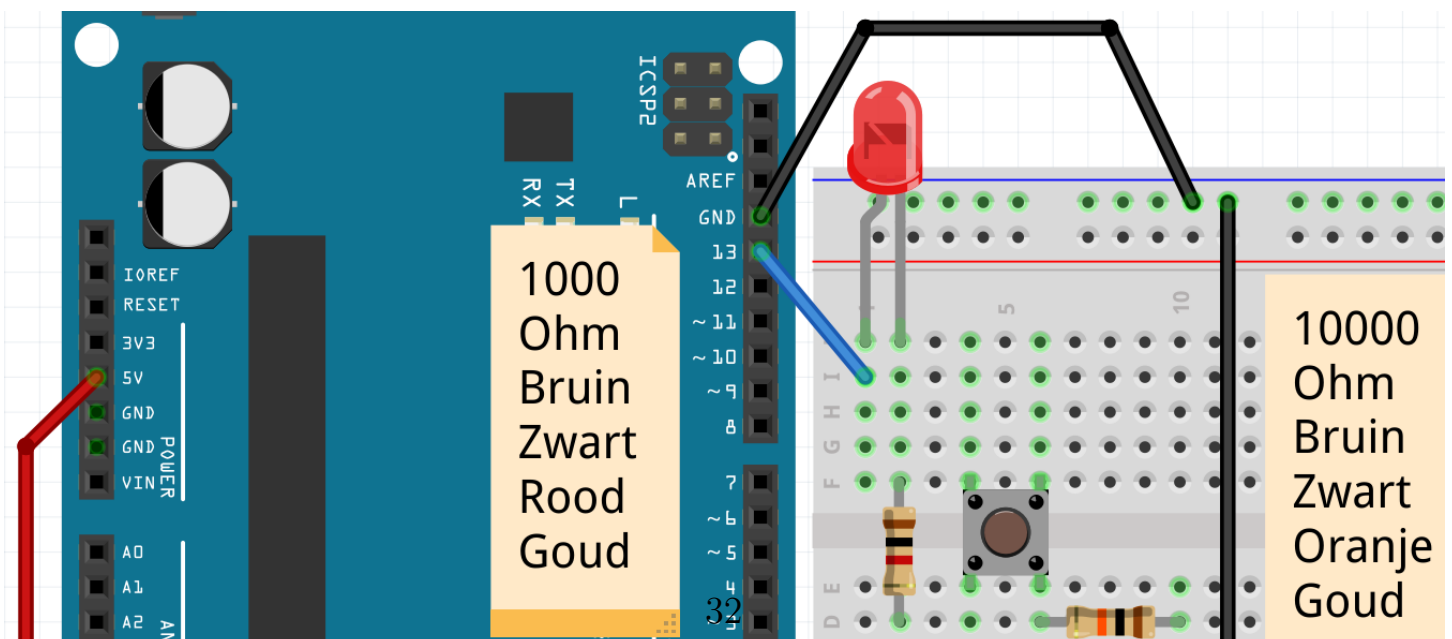 ICSP2
AREF
GND
RX
TX
L
13
IOREF
RESET
3V3
5V
GND
GND
VIN
POWER
A0
A1
A2
AN
1000
Ohm
Bruin
Zwart
Rood
Goud
12
~11
~10
~9
8
7
~6
~5
4
~3
32
5
10
I
H
G
F
E
D
10000
Ohm
Bruin
Zwart
Oranje
Goud